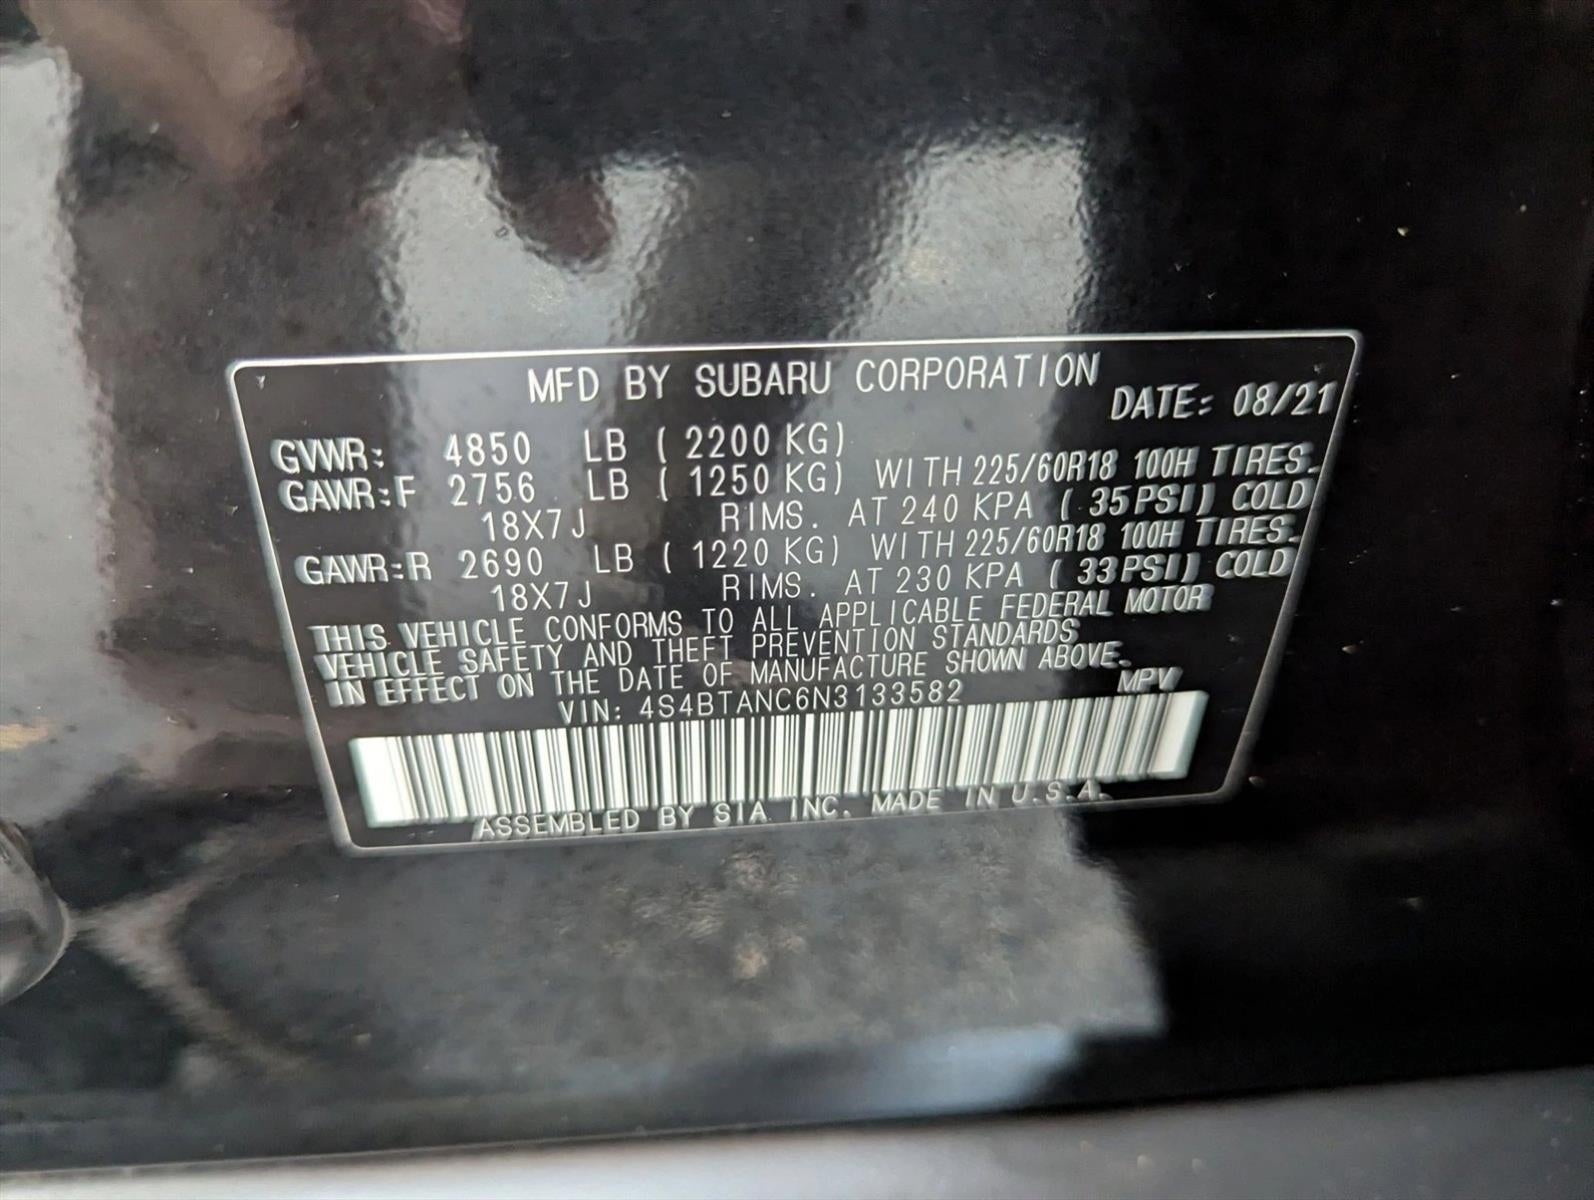 MFD BY SUBARU CORPORATION
DATE: 08/21
GVWR: 4850 LB ( 2200 KG)
GAWR:F 2756 LB ( 1250 KG) WITH 225/60R18 100H TIRES.
18X7J RIMS. AT 240 KPA ( 35PSI) COLD
GAWR:R 2690 LB ( 1220 KG) WITH 225/60R18 100H TIRES.
18X7J RIMS. AT 230 KPA ( 33PSI) COLD
THIS VEHICLE CONFORMS TO ALL APPLICABLE FEDERAL MOTOR
VEHICLE SAFETY AND THEFT PREVENTION STANDARDS
IN EFFECT ON THE DATE OF MANUFACTURE SHOWN ABOVE.
VIN: 4S4BTANC6N3133582 MPV
ASSEMBLED BY SIA INC. MADE IN U.S.A.